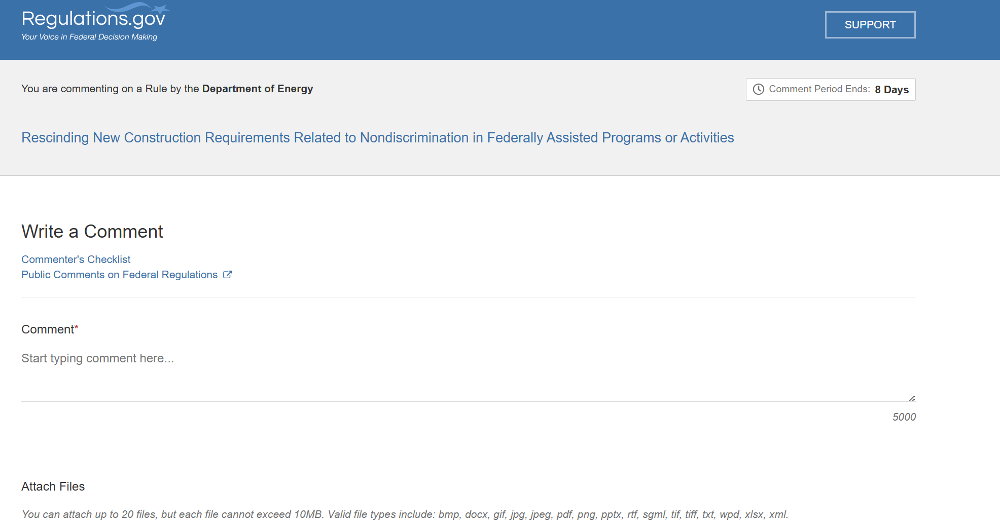 Regulations.gov
Your Voice in Federal Decision Making
SUPPORT
You are commenting on a Rule by the Department of Energy
Comment Period Ends: 8 Days
Rescinding New Construction Requirements Related to Nondiscrimination in Federally Assisted Programs or Activities
Write a Comment
Commenter's Checklist
Public Comments on Federal Regulations
Comment*
Start typing comment here...
5000
Attach Files
You can attach up to 20 files, but each file cannot exceed 10MB. Valid file types include: bmp, docx, gif, jpg, jpeg, pdf, png, pptx, rtf, sgml, tif, tiff, txt, wpd, xlsx, xml.